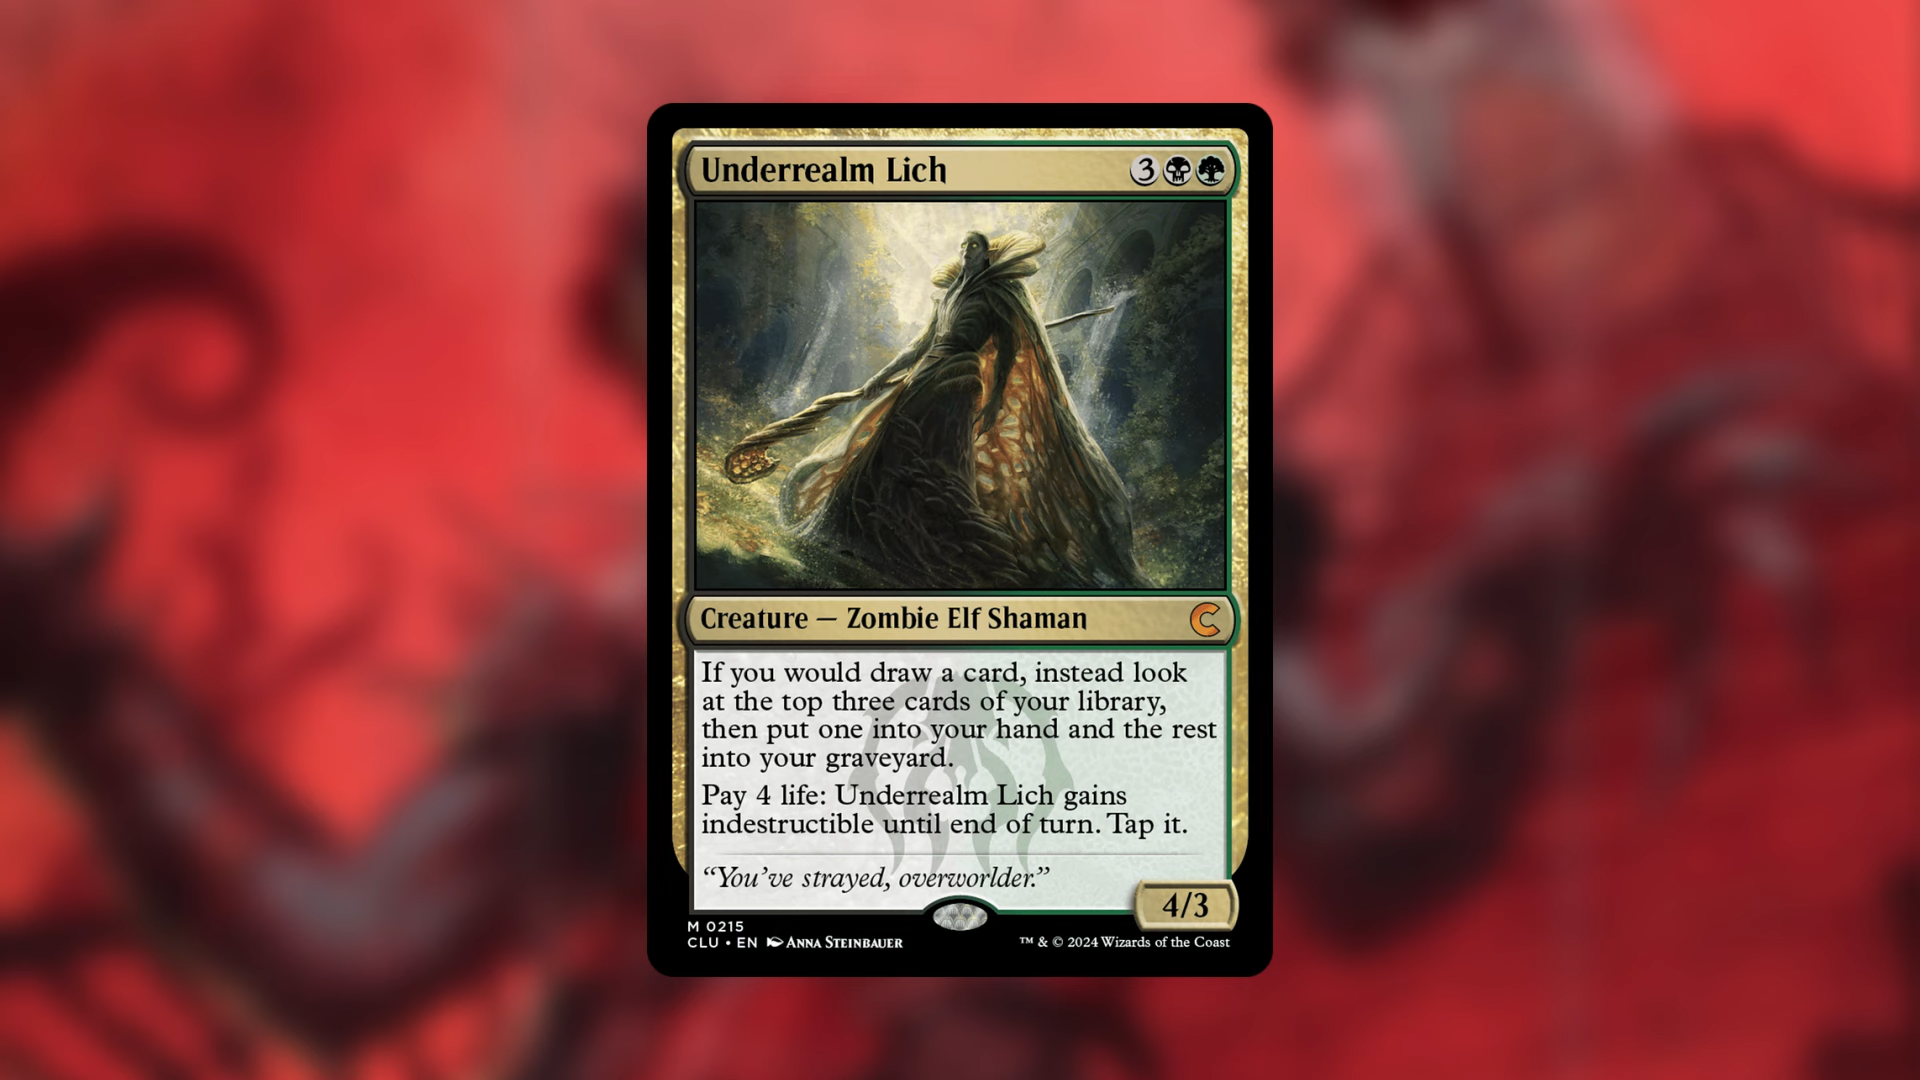 Underrealm Lich 3
Creature — Zombie Elf Shaman
If you would draw a card, instead look
at the top three cards of your library,
then put one into your hand and the rest
into your graveyard.
Pay 4 life: Underrealm Lich gains
indestructible until end of turn. Tap it.
“You’ve strayed, overworlder.”
4/3
M 0215
CLU • EN ANNA STEINBAUER
™ & © 2024 Wizards of the Coast